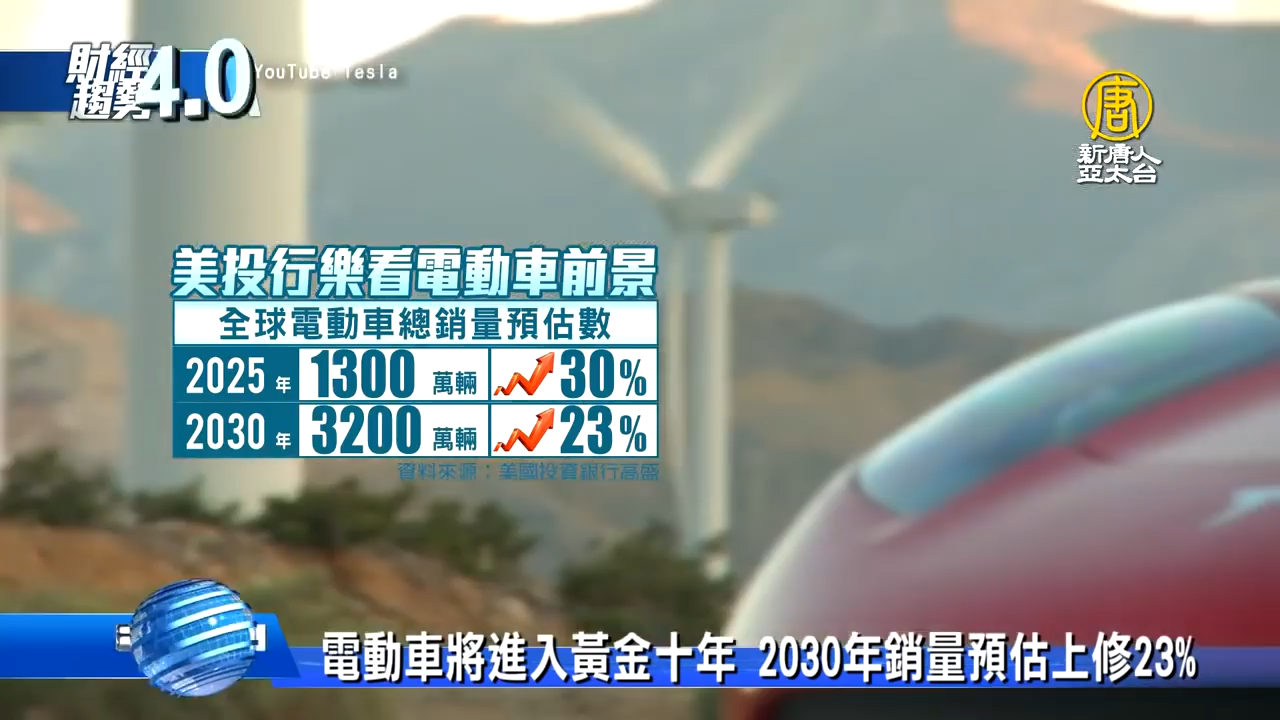 財經趨勢4.0
YouTube Tesla
唐
新唐人
亞太台
美投行樂看電動車前景
全球電動車總銷量預估數
2025年 1300萬輛 30%
2030年 3200萬輛 23%
資料來源：美國投資銀行高盛
電動車將進入黃金十年 2030年銷量預估上修23%